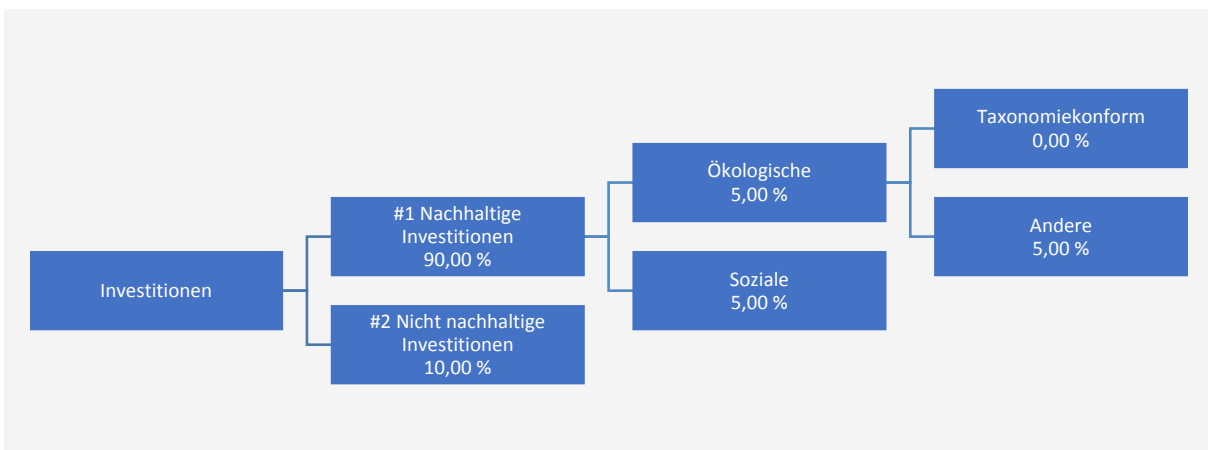 Investitionen
#1 Nachhaltige
Investitionen
90,00 %
#2 Nicht nachhaltige
Investitionen
10,00 %
Ökologische
5,00 %
Soziale
5,00 %
Taxonomiekonform
0,00 %
Andere
5,00 %